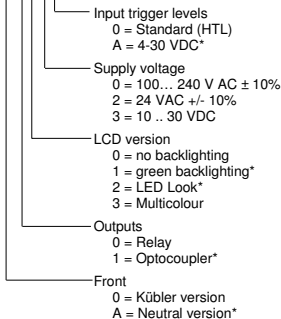 Input trigger levels
0 = Standard (HTL)
A = 4-30 VDC*
Supply voltage
0 = 100... 240 V AC ± 10%
2 = 24 VAC +/- 10%
3 = 10 .. 30 VDC
LCD version
0 = no backlighting
1 = green backlighting*
2 = LED Look*
3 = Multicolour
Outputs
0 = Relay
1 = Optocoupler*
Front
0 = Kübler version
A = Neutral version*